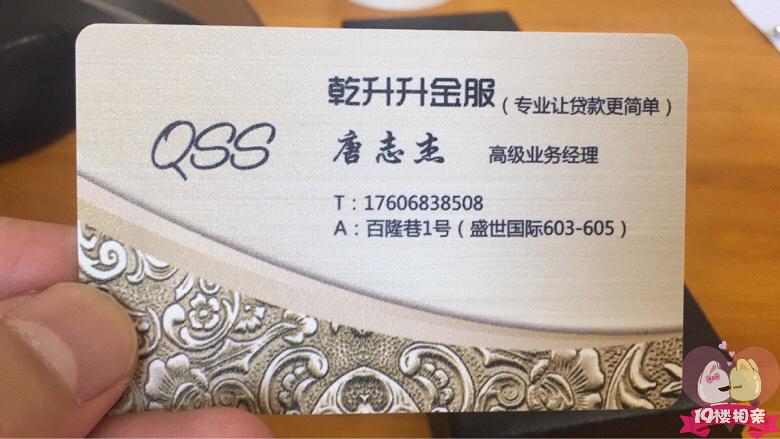 乾升升金服（专业让贷款更简单）
QSS
唐志杰 高级业务经理
T：17606838508
A：百隆巷1号（盛世国际603-605）
19楼相亲